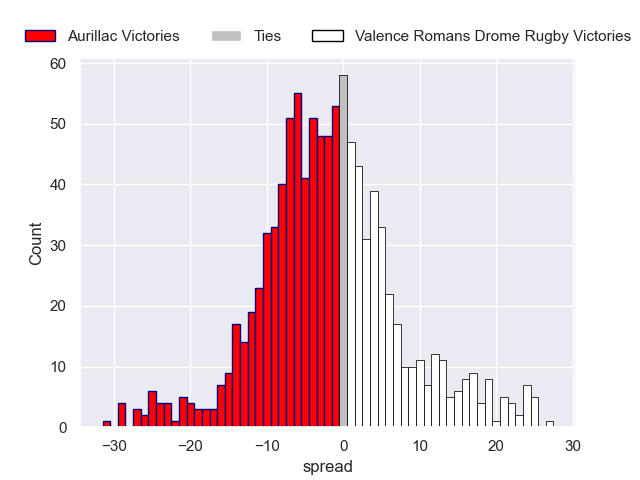 Aurillac Victories Ties Valence Romans Drome Rugby Victories
60
50
40
30
20
10
0
Count
−30 −20 −10 0 10 20 30
spread